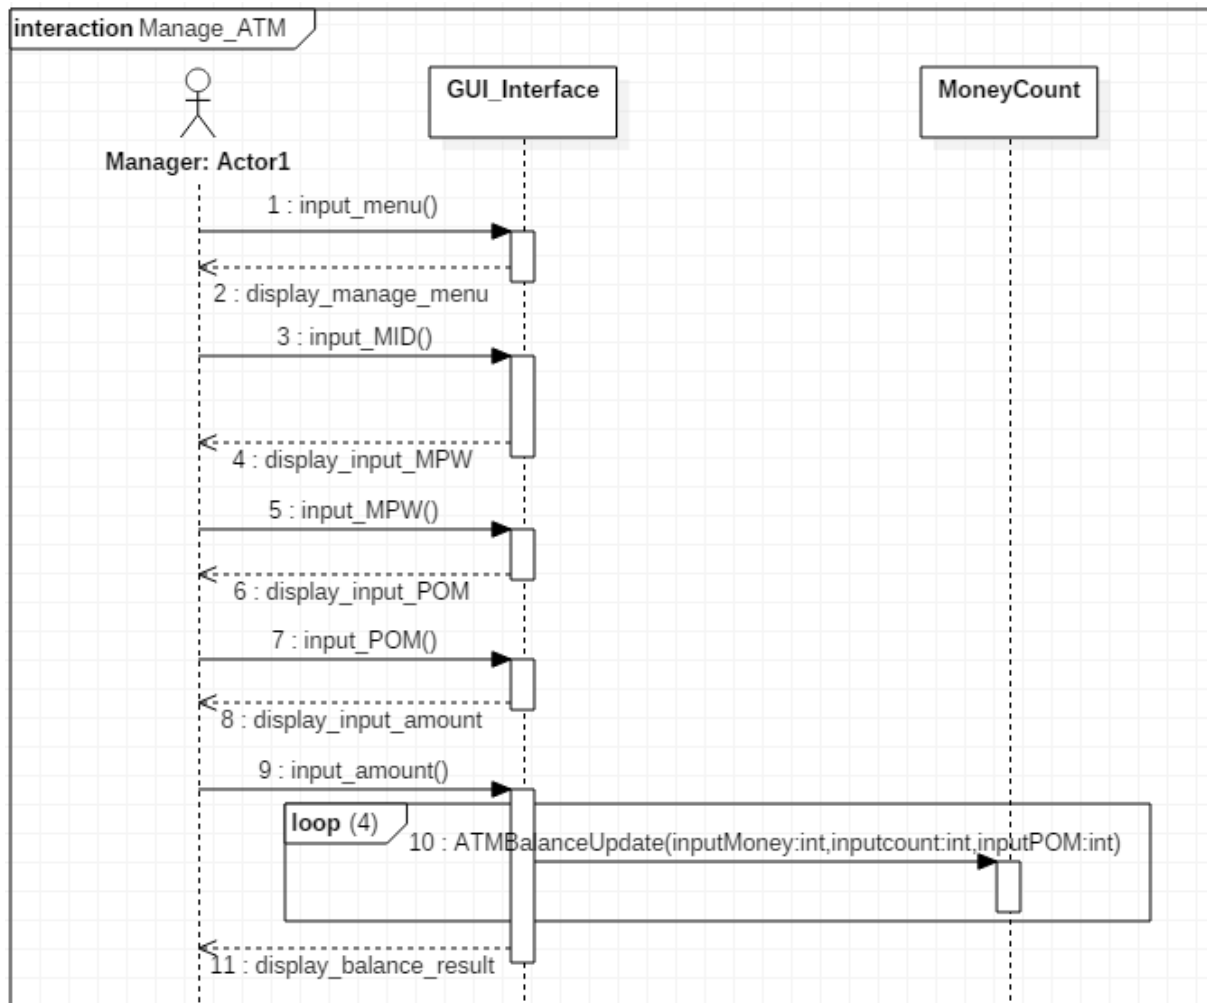 interaction Manage_ATM
GUI_Interface
MoneyCount
Manager: Actor1
1 : input_menu()
2 : display_manage_menu
3 : input_MID()
4 : display_input_MPW
5 : input_MPW()
6 : display_input_POM
7 : input_POM()
8 : display_input_amount
9 : input_amount()
loop (4)
10 : ATMBalanceUpdate(inputMoney:int,inputcount:int,inputPOM:int)
11 : display_balance_result